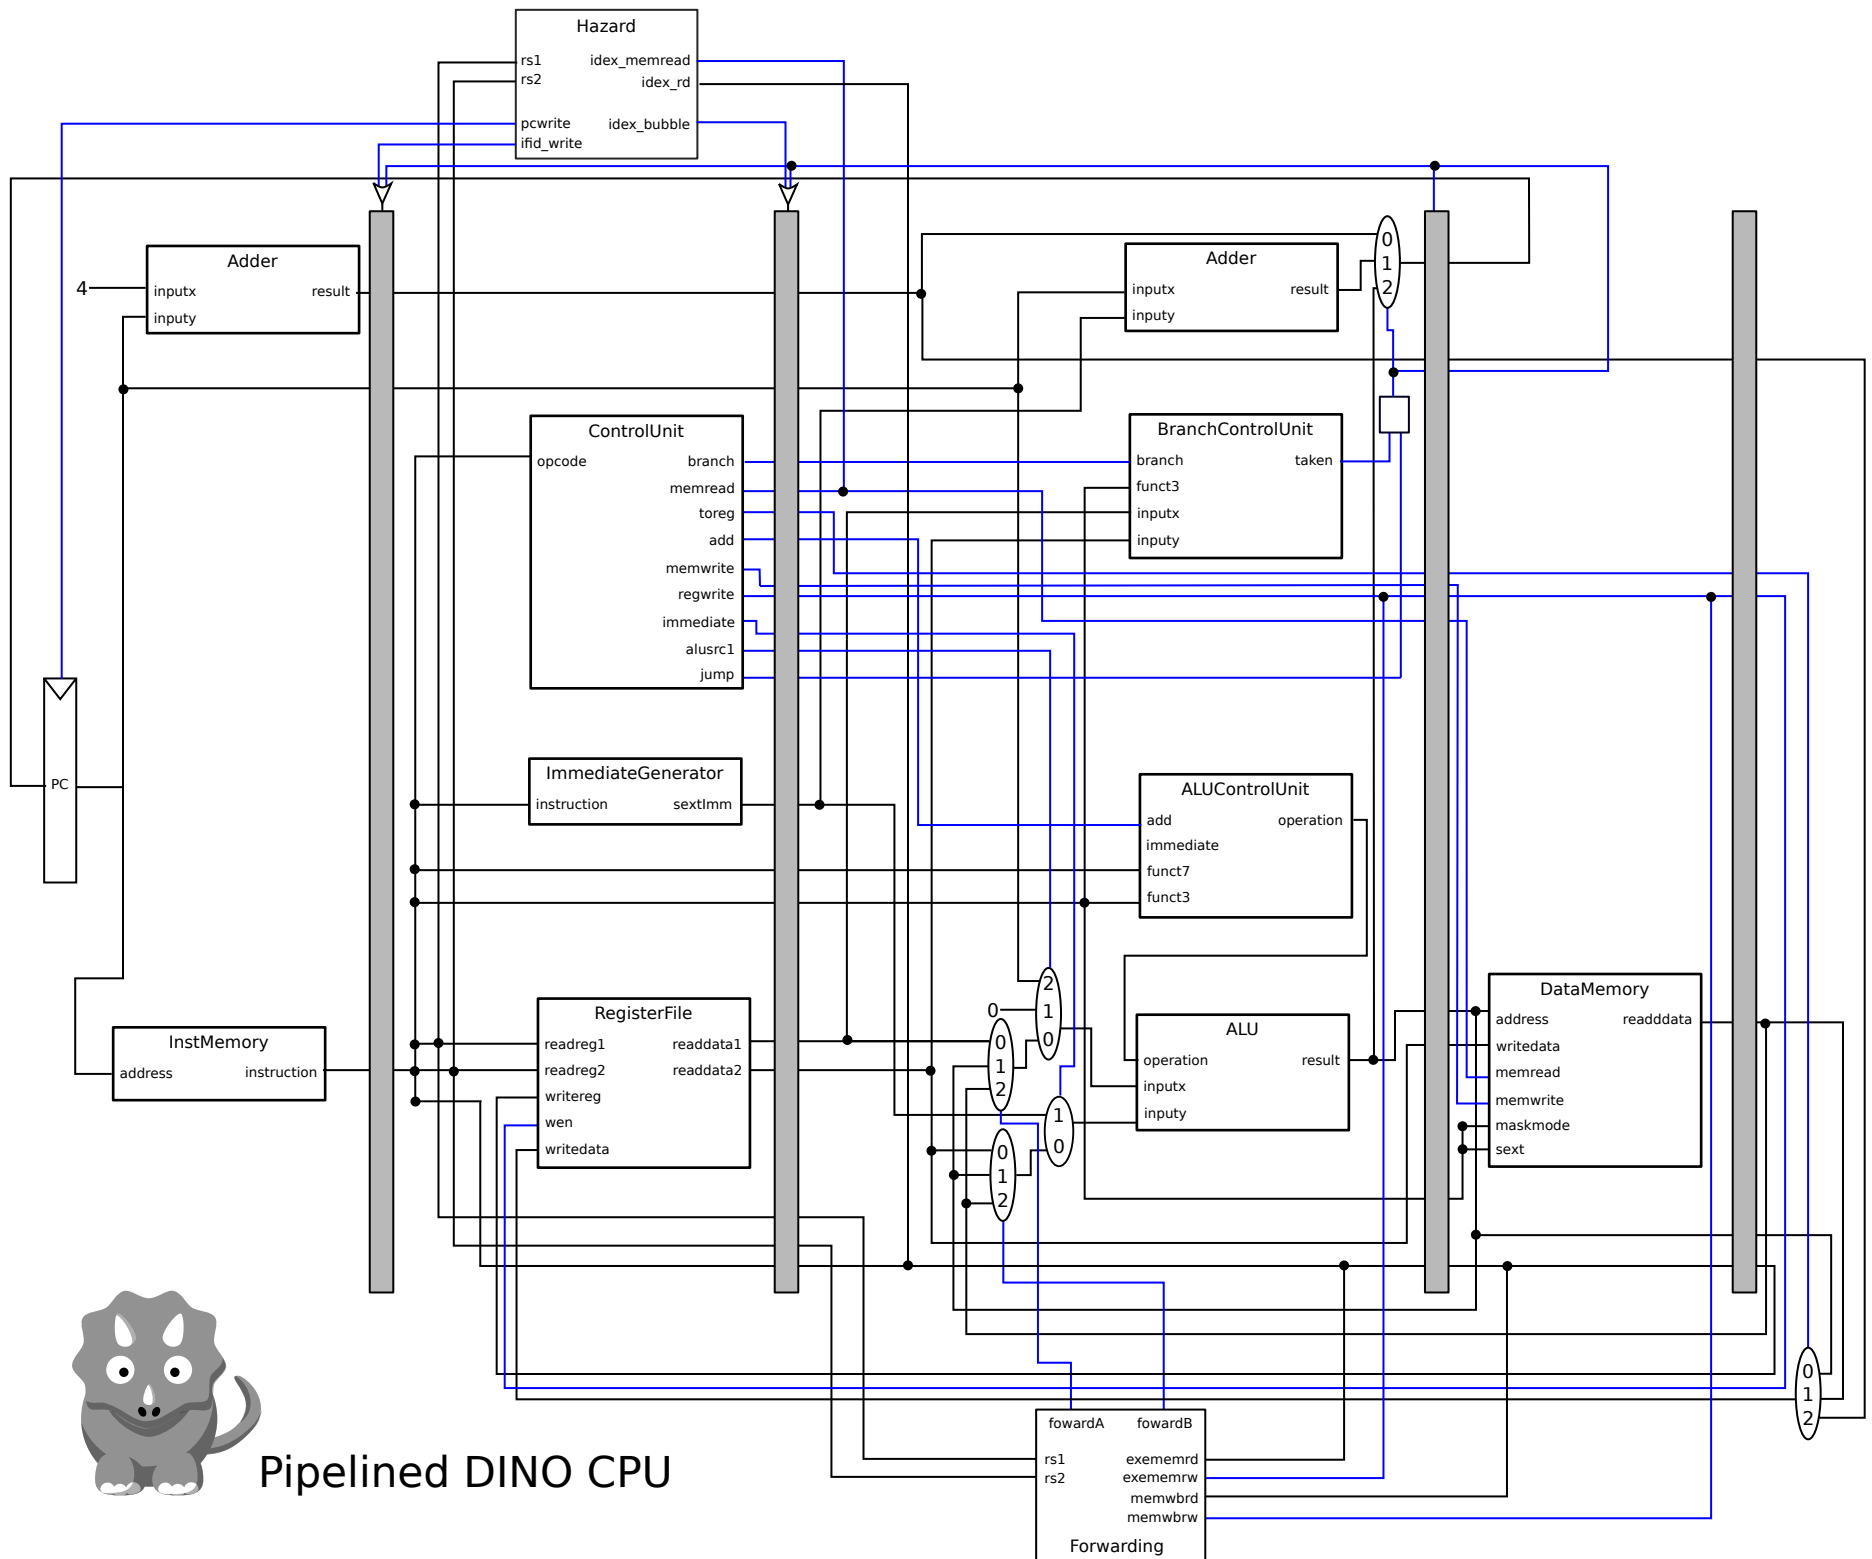 Hazard
rs1 idex_memread
rs2 idex_rd
pcwrite idex_bubble
ifid_write
Adder
4 inputx result
inputy
Adder
inputx result
inputy
0
1
2
ControlUnit
opcode branch
memread
toreg
add
memwrite
regwrite
immediate
alusrc1
jump
BranchControlUnit
branch taken
funct3
inputx
inputy
PC
ImmediateGenerator
instruction sextImm
ALUControlUnit
add operation
immediate
funct7
funct3
InstMemory
address instruction
RegisterFile
readreg1 readdata1
readreg2 readdata2
writereg
wen
writedata
2
0 1
0
0
1
2
1
0
0
1
2
ALU
operation result
inputx
inputy
DataMemory
address readddata
writedata
memread
memwrite
maskmode
sext
0
1
2
fowardA fowardB
rs1 exememrd
rs2 exememrw
memwbrd
memwbrw
Forwarding
Pipelined DINO CPU